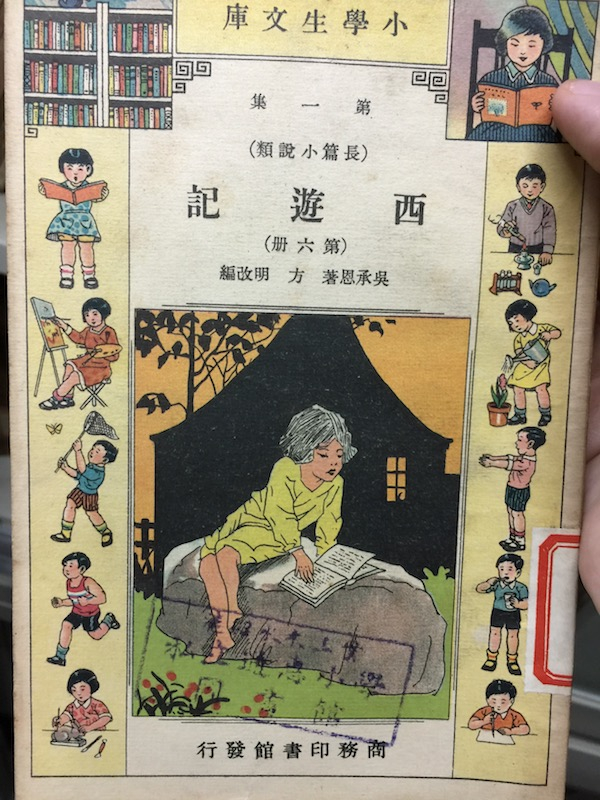 小學生文庫
第一集
(長篇小說類)
西遊記
(第六册)
吳承恩著 方明改編
商務印書館發行